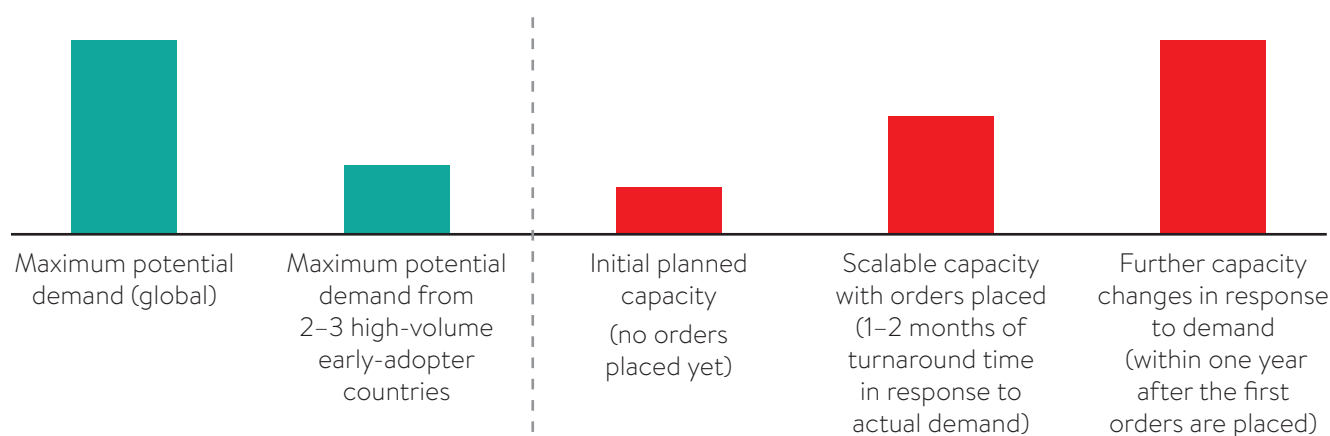 Maximum potential
demand (global)
Maximum potential
demand from
2–3 high-volume
early-adopter
countries
Initial planned
capacity
(no orders
placed yet)
Scalable capacity
with orders placed
(1–2 months of
turnaround time
in response to
actual demand)
Further capacity
changes in response
to demand
(within one year
after the first
orders are placed)